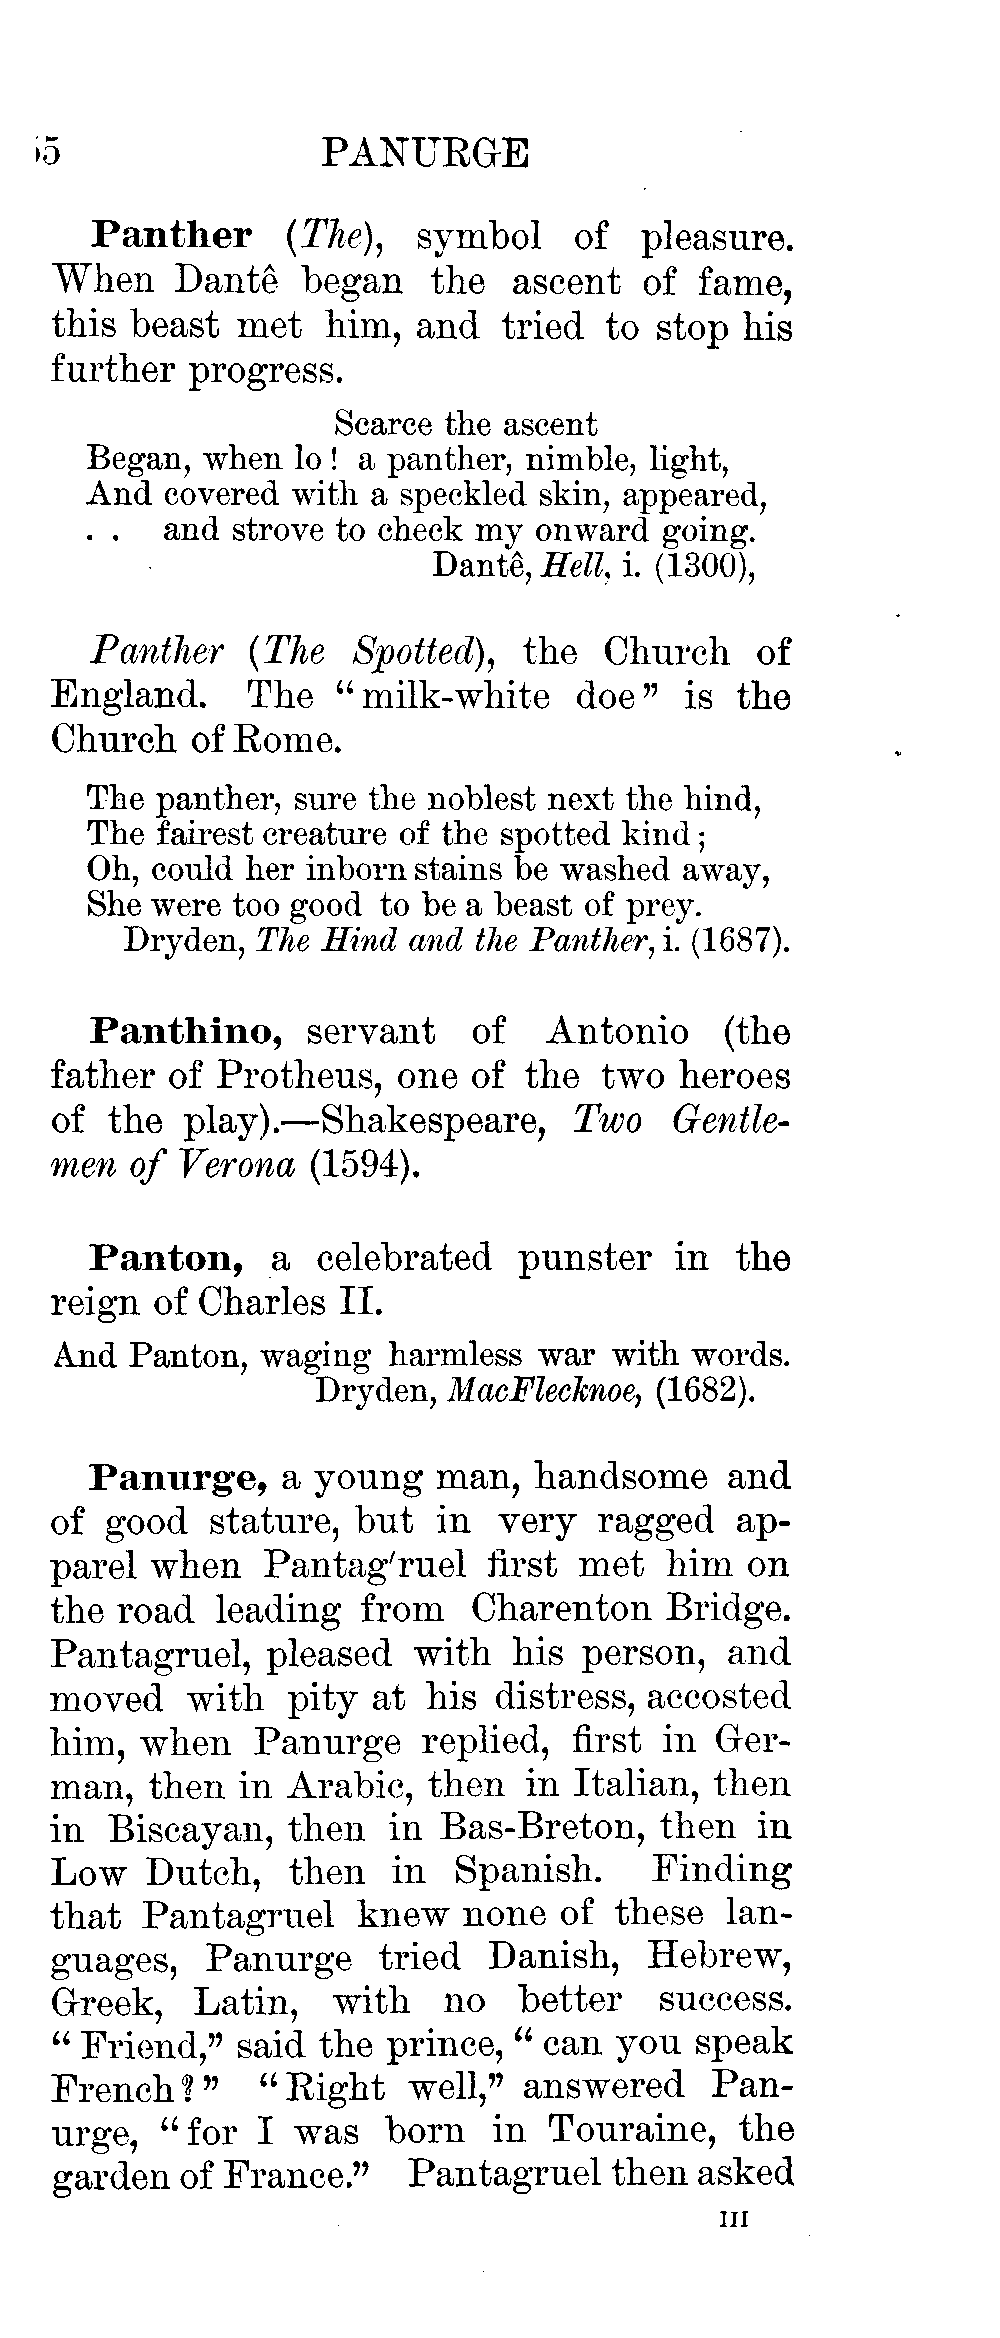 5 PANURGE
Panther (The), symbol of pleasure.
When Dantê began the ascent of fame,
this beast met him, and tried to stop his
further progress.
Scarce the ascent
Began, when lo! a panther, nimble, light,
And covered with a speckled skin, appeared,
. . and strove to check my onward going.
Dantê, Hell, i. (1300),
Panther (The Spotted), the Church of
England. The “milk-white doe” is the
Church of Rome.
The panther, sure the noblest next the hind,
The fairest creature of the spotted kind;
Oh, could her inborn stains be washed away,
She were too good to be a beast of prey.
Dryden, The Hind and the Panther, i. (1687).
Panthino, servant of Antonio (the
father of Protheus, one of the two heroes
of the play).—Shakespeare, Two Gentle-
men of Verona (1594).
Panton, a celebrated punster in the
reign of Charles II.
And Panton, waging harmless war with words.
Dryden, MacFlecknoe, (1682).
Panurge, a young man, handsome and
of good stature, but in very ragged ap-
parel when Pantag'ruel first met him on
the road leading from Charenton Bridge.
Pantagruel, pleased with his person, and
moved with pity at his distress, accosted
him, when Panurge replied, first in Ger-
man, then in Arabic, then in Italian, then
in Biscayan, then in Bas-Breton, then in
Low Dutch, then in Spanish. Finding
that Pantagruel knew none of these lan-
guages, Panurge tried Danish, Hebrew,
Greek, Latin, with no better success.
“Friend,” said the prince, “can you speak
French?” “Right well,” answered Pan-
urge, “for I was born in Touraine, the
garden of France.” Pantagruel then asked
III